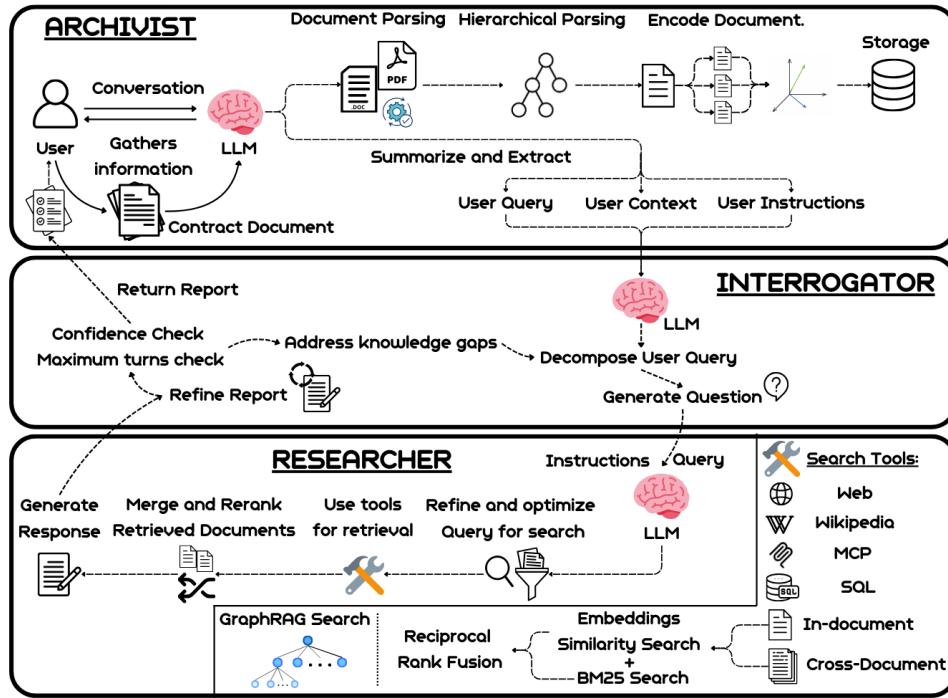 ARCHIVIST
Document Parsing
Hierarchical Parsing
Encode Document.
Storage
PDF
.DOC
Conversation
User
LLM
Gathers
information
Contract Document
Summarize and Extract
User Query
User Context
User Instructions
INTERROGATOR
Return Report
LLM
Confidence Check
Maximum turns check
Address knowledge gaps
Decompose User Query
Refine Report
Generate Question
?
RESEARCHER
Instructions
Query
LLM
Generate
Response
Merge and Rerank
Retrieved Documents
Use tools
for retrieval
Refine and optimize
Query for search
Search Tools:
Web
W
Wikipedia
MCP
SQL
SQL
In-document
Cross-Document
GraphRAG Search
Reciprocal
Rank Fusion
Embeddings
Similarity Search
+
BM25 Search